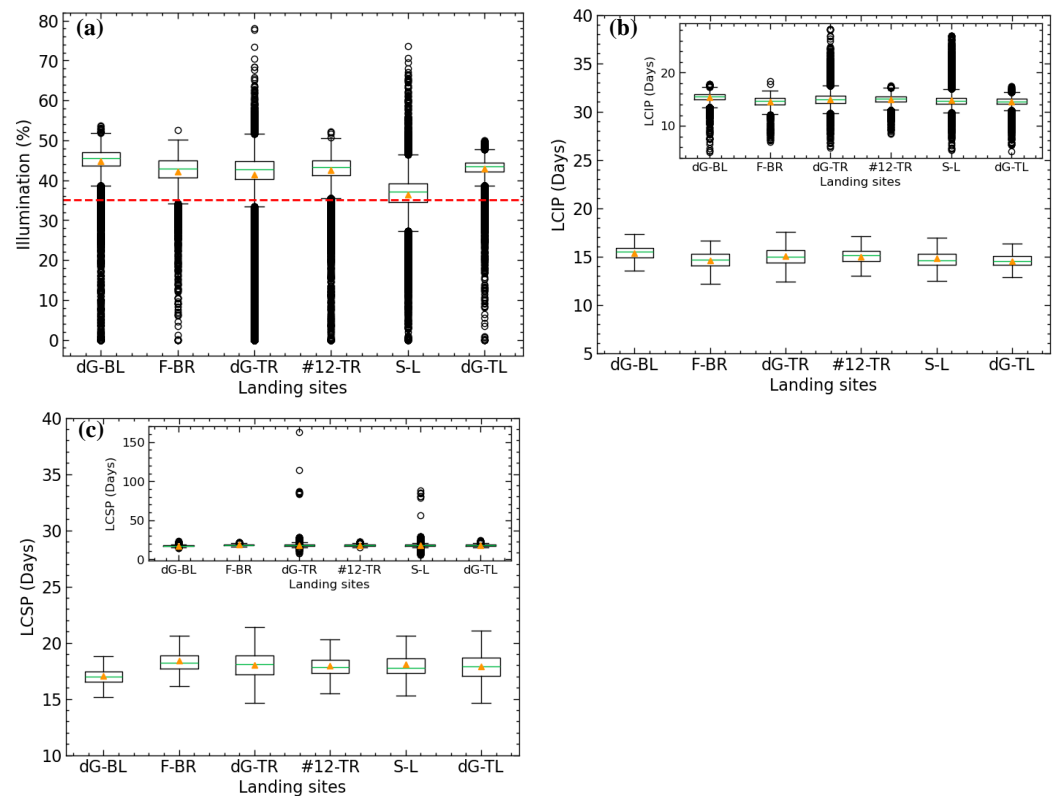 (a)
Illumination (%)
80
70
60
50
40
30
20
10
0
dG-BL F-BR dG-TR #12-TR S-L dG-TL
Landing sites
(b)
LCIP (Days)
40
35
30
25
20
15
10
5
LCIP (Days)
20
10
dG-BL F-BR dG-TR #12-TR S-L dG-TL
Landing sites
dG-BL F-BR dG-TR #12-TR S-L dG-TL
Landing sites
(c)
LCSP (Days)
40
35
30
25
20
15
10
LCSP (Days)
150
100
50
0
dG-BL F-BR dG-TR #12-TR S-L dG-TL
Landing sites
dG-BL F-BR dG-TR #12-TR S-L dG-TL
Landing sites